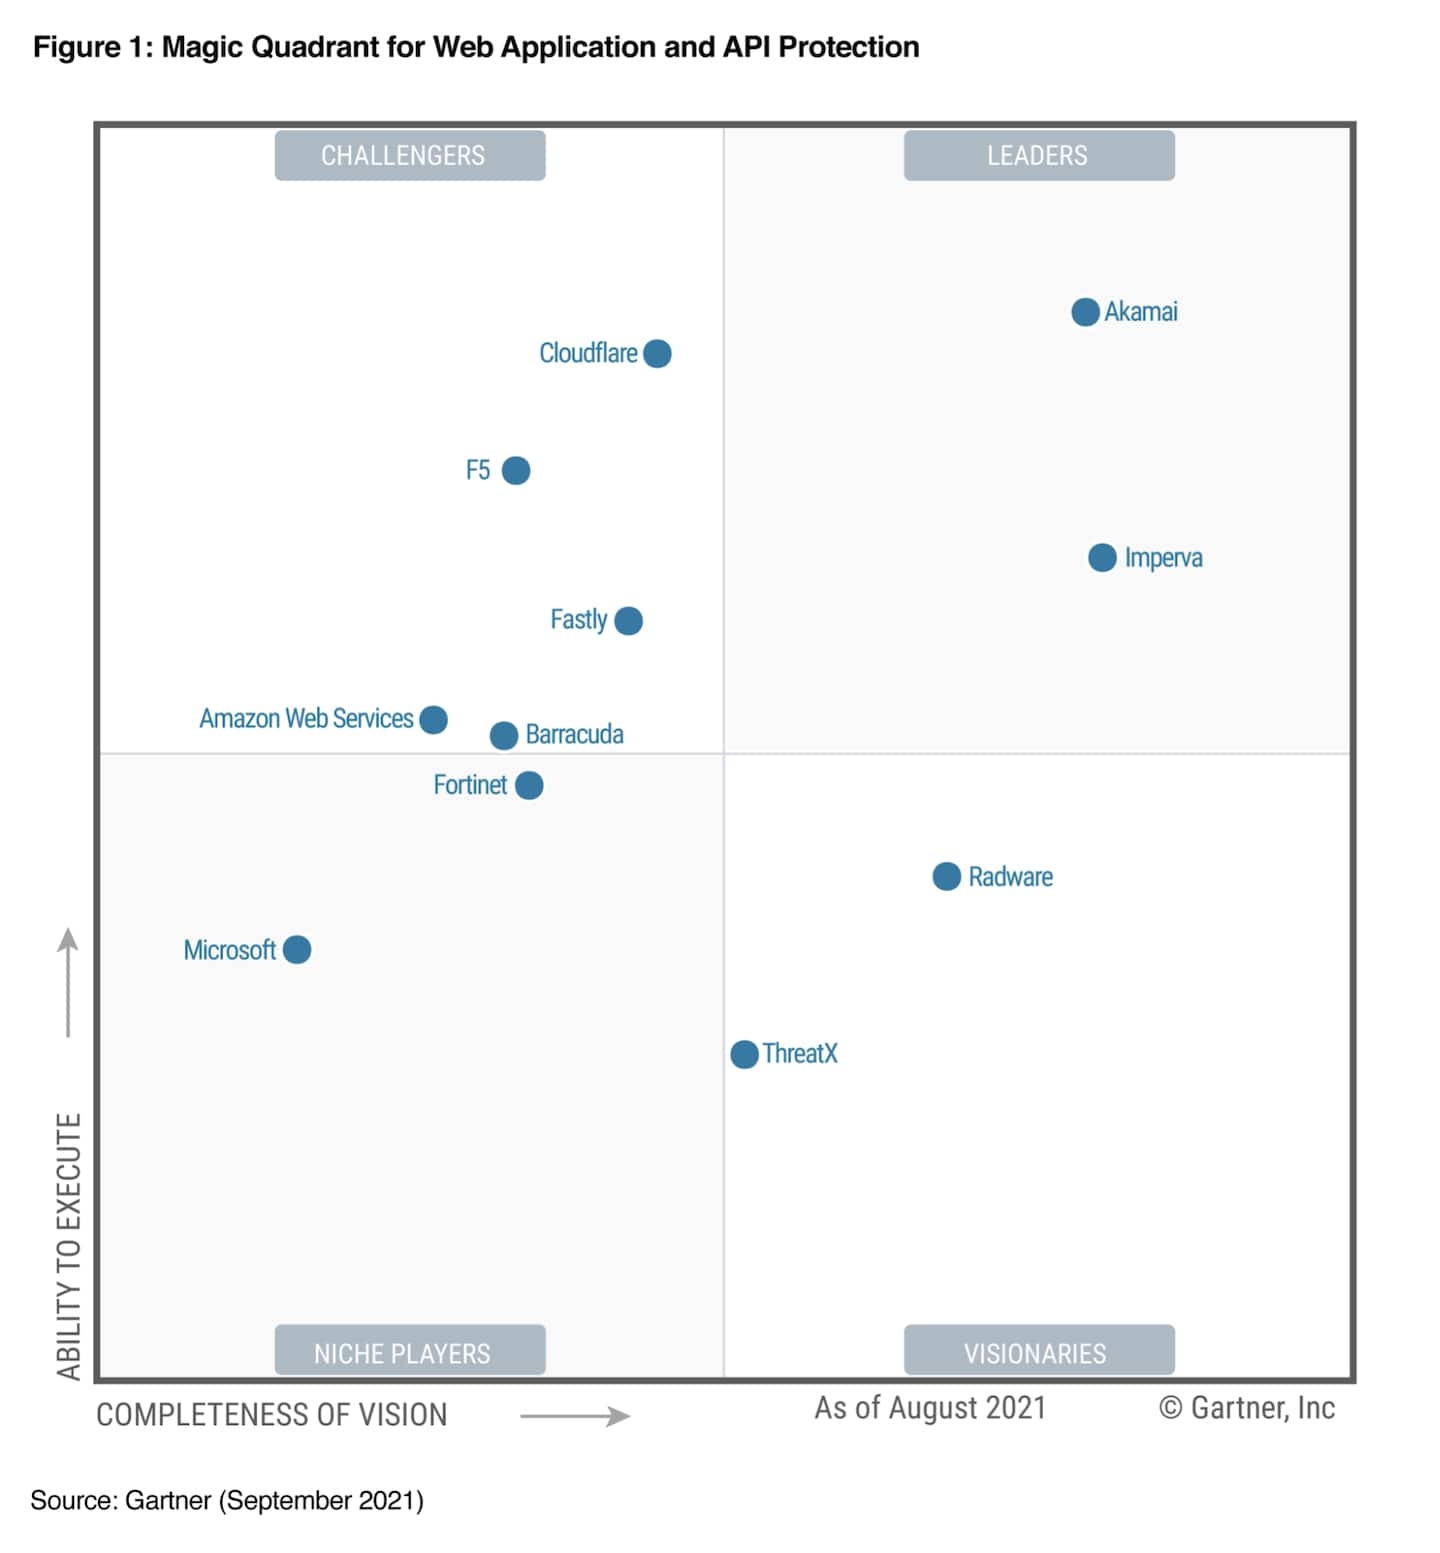 Figure 1: Magic Quadrant for Web Application and API Protection
CHALLENGERS
LEADERS
Akamai
Cloudflare
F5
Imperva
Fastly
Amazon Web Services
Barracuda
Fortinet
Radware
Microsoft
ThreatX
ABILITY TO EXECUTE
NICHE PLAYERS
VISIONARIES
COMPLETENESS OF VISION
As of August 2021
© Gartner, Inc
Source: Gartner (September 2021)